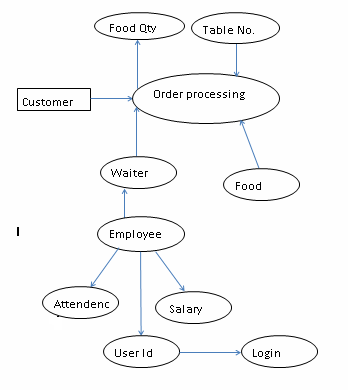 Food Qty
Table No.
Order processing
Customer
Waiter
Food
Employee
Attendenc
Salary
User Id
Login